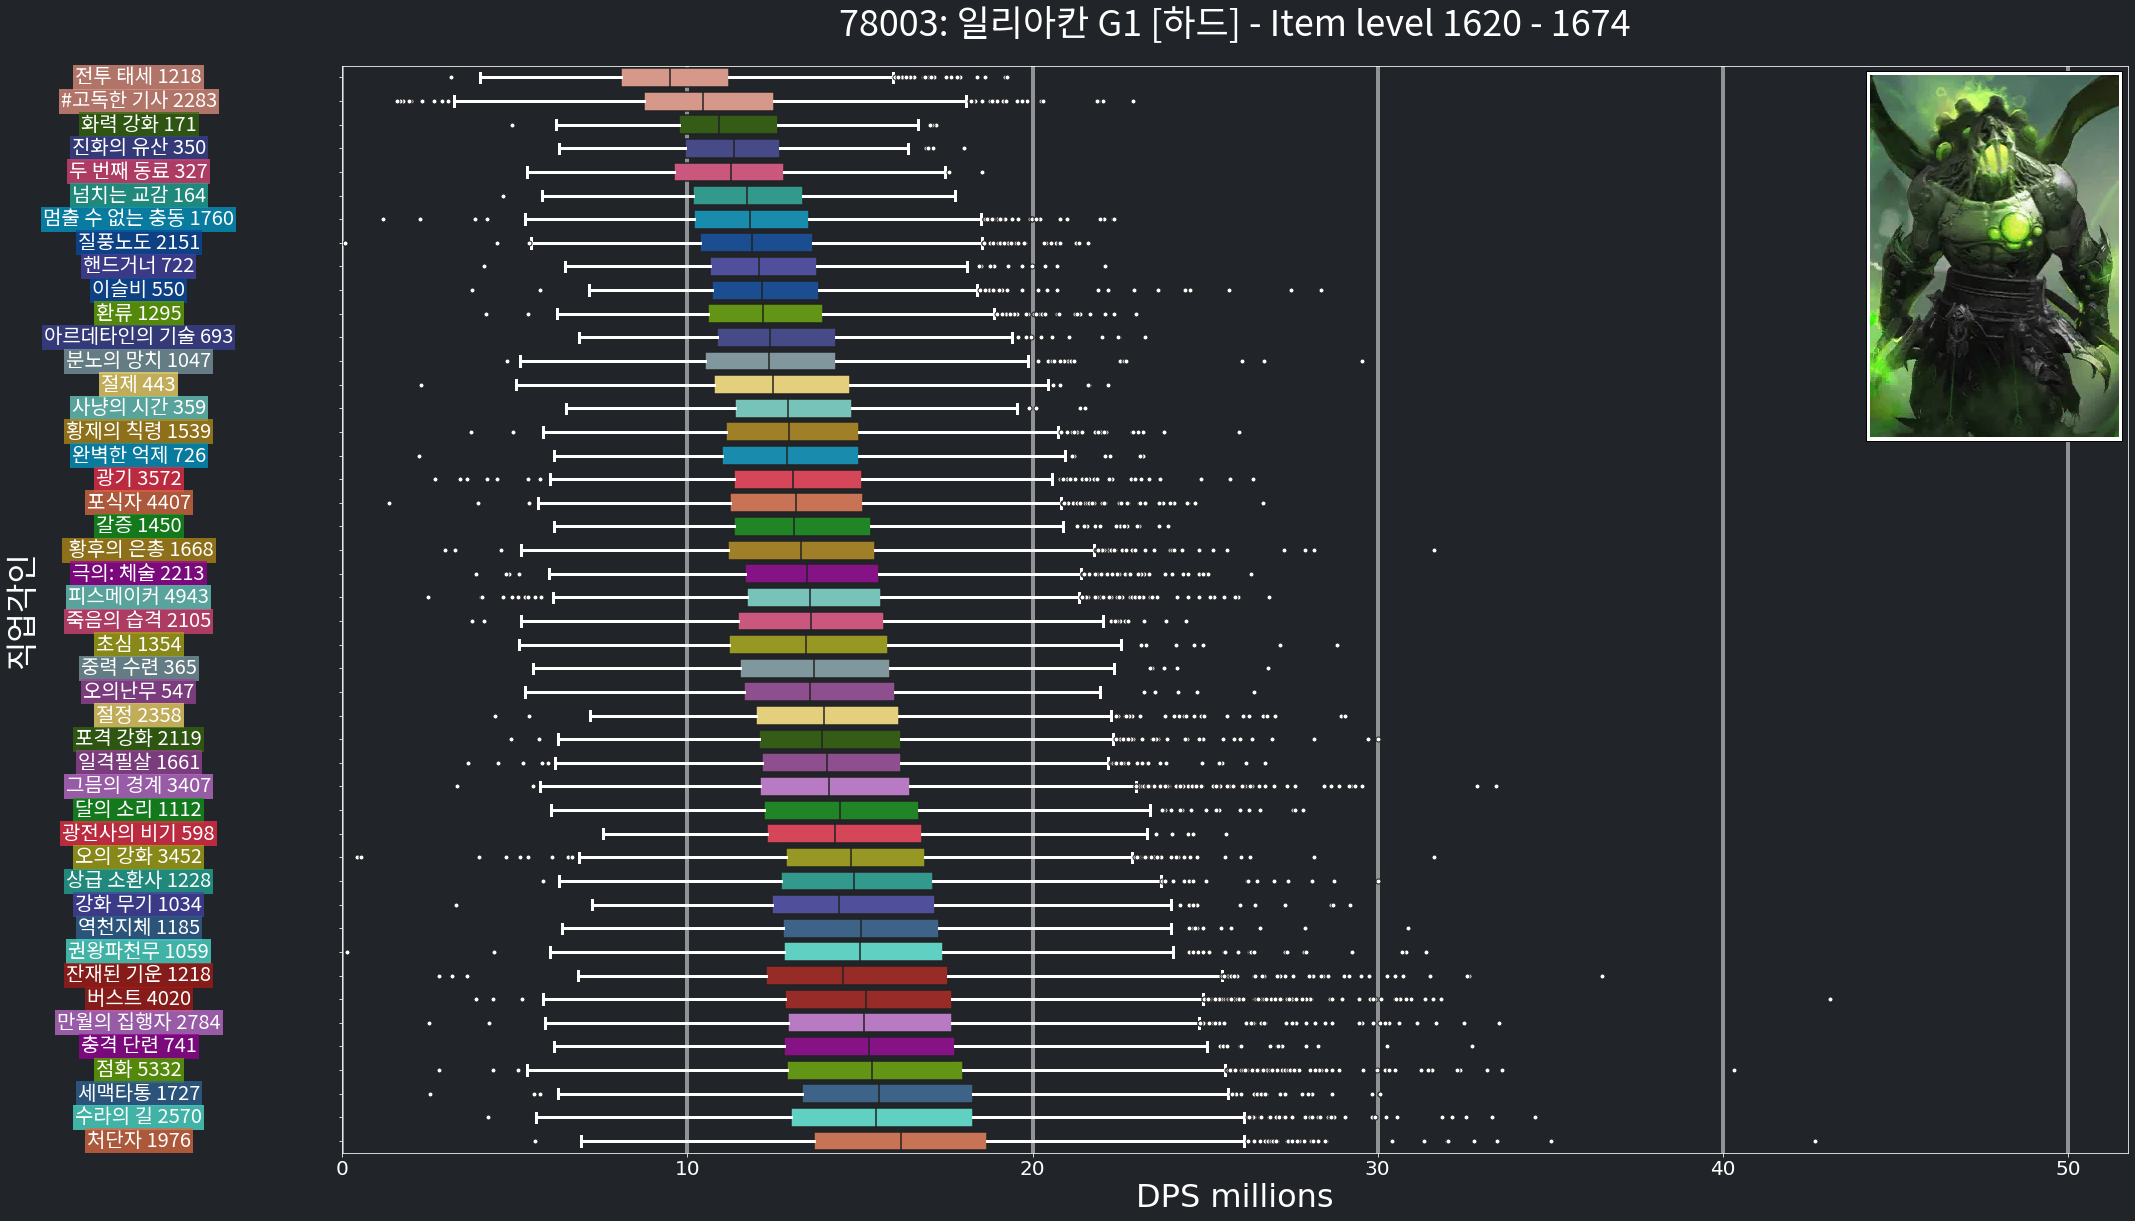 78003: 일리아칸 G1 [하드] - Item level 1620 - 1674
직업각인
전투 태세 1218
#고독한 기사 2283
화력 강화 171
진화의 유산 350
두 번째 동료 327
넘치는 교감 164
멈출 수 없는 충동 1760
질풍노도 2151
핸드거너 722
이슬비 550
환류 1295
아르데타인의 기술 693
분노의 망치 1047
절제 443
사냥의 시간 359
황제의 칙령 1539
완벽한 억제 726
광기 3572
포식자 4407
갈증 1450
황후의 은총 1668
극의: 체술 2213
피스메이커 4943
죽음의 습격 2105
초심 1354
중력 수련 365
오의난무 547
절정 2358
포격 강화 2119
일격필살 1661
그믐의 경계 3407
달의 소리 1112
광전사의 비기 598
오의 강화 3452
상급 소환사 1228
강화 무기 1034
역천지체 1185
권왕파천무 1059
잔재된 기운 1218
버스트 4020
만월의 집행자 2784
충격 단련 741
점화 5332
세맥타통 1727
수라의 길 2570
처단자 1976
0 10 20 30 40 50
DPS millions